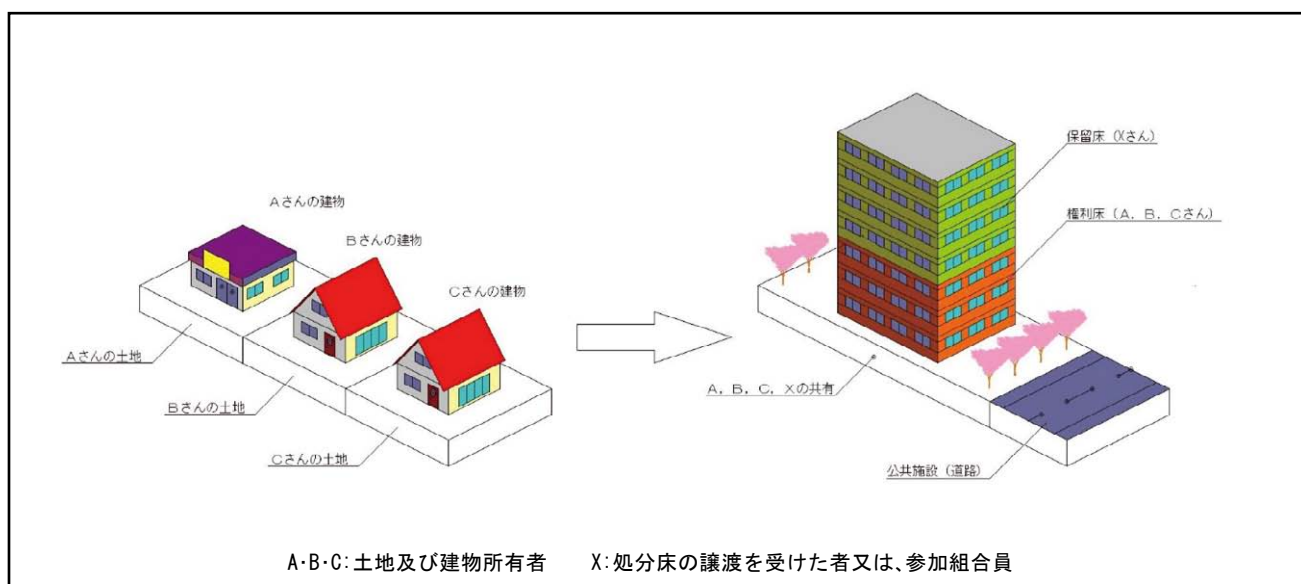 Aさんの建物
Bさんの建物
Cさんの建物
Aさんの土地
Bさんの土地
Cさんの土地
保留床（Xさん）
権利床（A，B，Cさん）
A，B，C，Xの共有
公共施設（道路）
A・B・C：土地及び建物所有者　　X：処分床の譲渡を受けた者又は、参加組合員